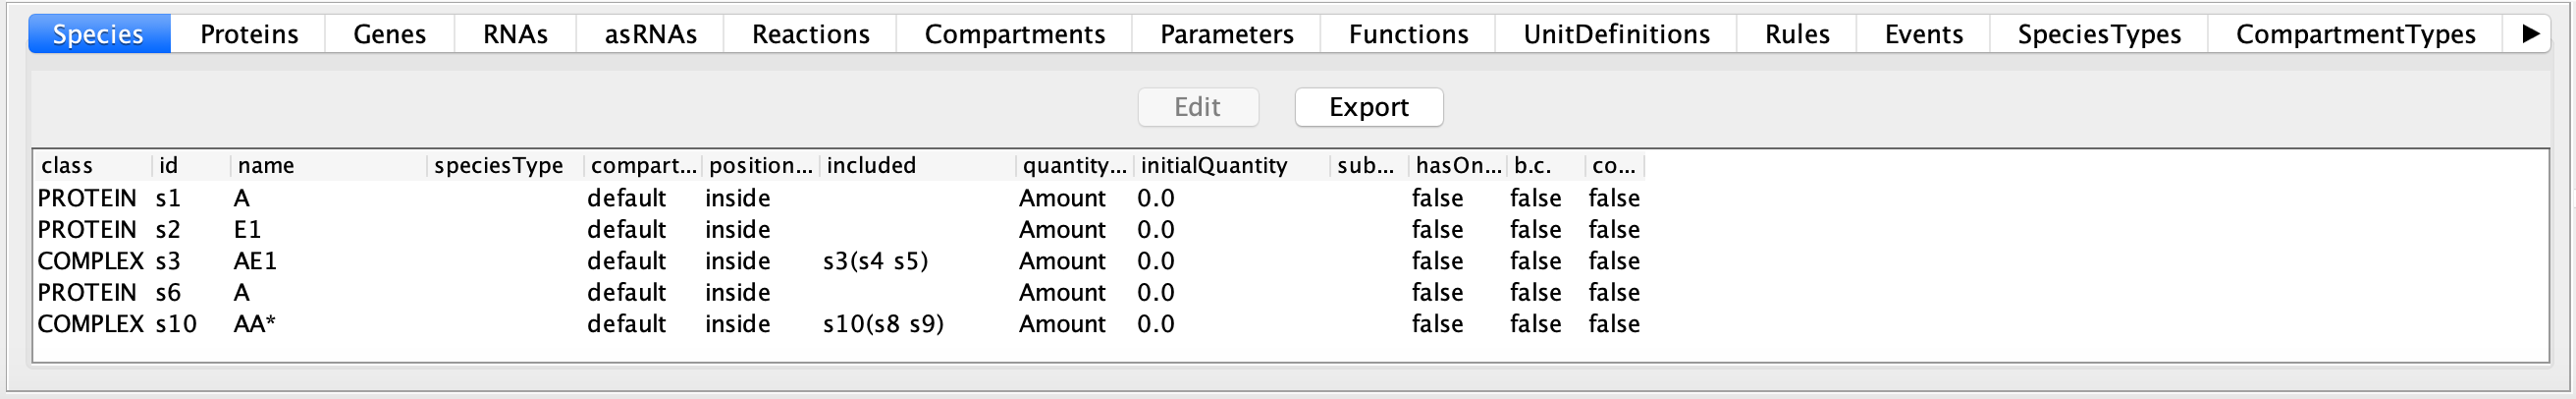 Species Proteins Genes RNAs asRNAs Reactions Compartments Parameters Functions UnitDefinitions Rules Events SpeciesTypes CompartmentTypes
Edit Export
class id name speciesType compart... position... included quantity... initialQuantity sub... hasOn... b.c. co...
PROTEIN s1 A default inside Amount 0.0 false false false
PROTEIN s2 E1 default inside Amount 0.0 false false false
COMPLEX s3 AE1 default inside s3(s4 s5) Amount 0.0 false false false
PROTEIN s6 A default inside Amount 0.0 false false false
COMPLEX s10 AA* default inside s10(s8 s9) Amount 0.0 false false false